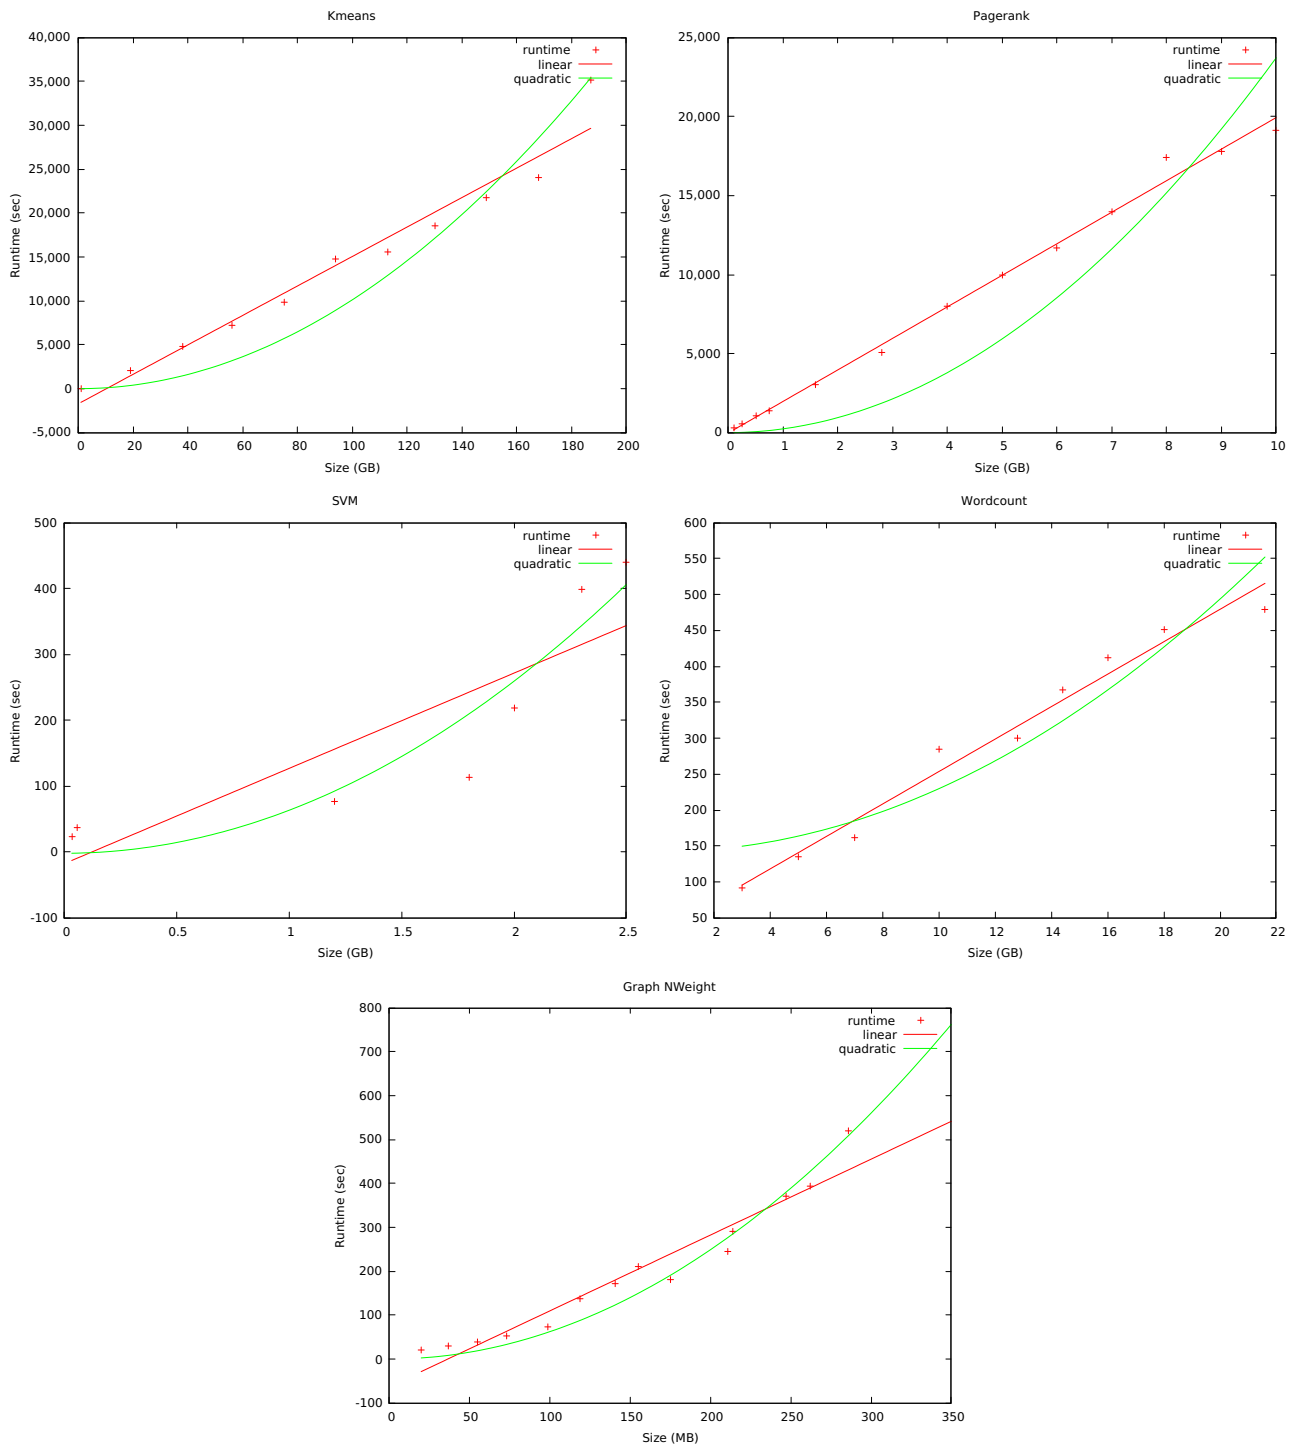 Kmeans
40,000
35,000
30,000
25,000
20,000
15,000
10,000
5,000
0
-5,000
Runtime (sec)
runtime
linear
quadratic
0 20 40 60 80 100 120 140 160 180 200
Size (GB)
Pagerank
25,000
20,000
15,000
10,000
5,000
0
Runtime (sec)
runtime
linear
quadratic
0 1 2 3 4 5 6 7 8 9 10
Size (GB)
SVM
500
400
300
200
100
0
-100
Runtime (sec)
runtime
linear
quadratic
0 0.5 1 1.5 2 2.5
Size (GB)
Wordcount
600
550
500
450
400
350
300
250
200
150
100
50
Runtime (sec)
runtime
linear
quadratic
2 4 6 8 10 12 14 16 18 20 22
Size (GB)
Graph NWeight
800
700
600
500
400
300
200
100
0
-100
Runtime (sec)
runtime
linear
quadratic
0 50 100 150 200 250 300 350
Size (MB)